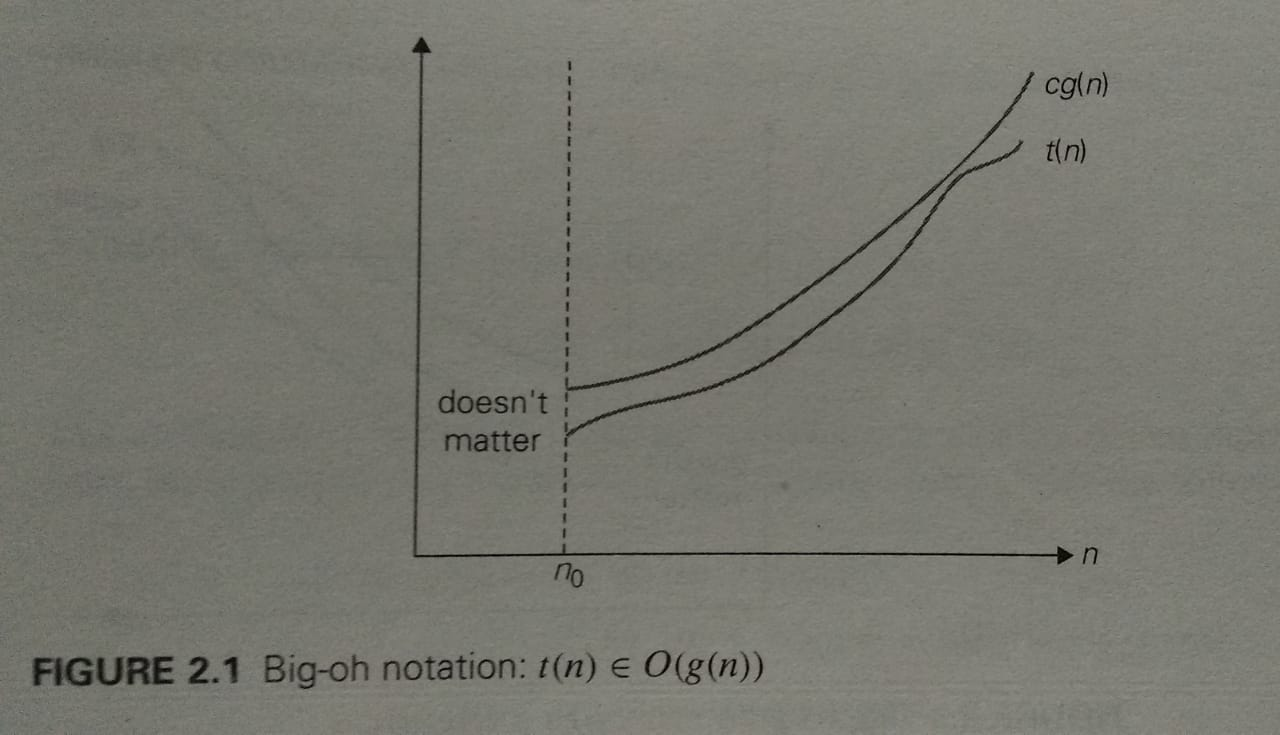 cg(n)
t(n)
doesn't
matter
n
n₀
FIGURE 2.1 Big-oh notation: t(n) ∈ O(g(n))